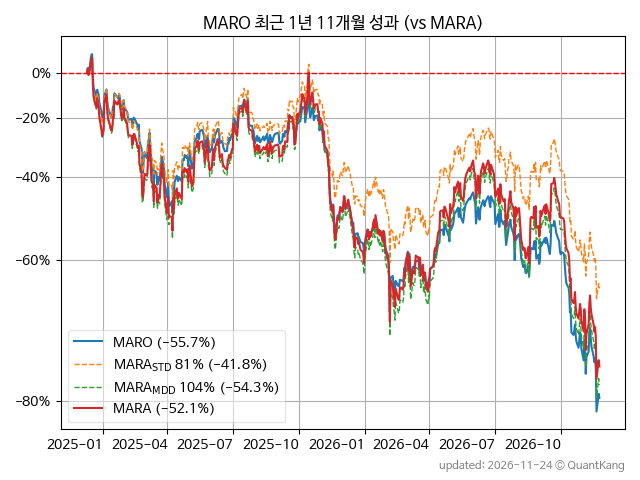 MARO 최근 1년 11개월 성과 (vs MARA)
0%
−20%
−40%
−60%
−80%
MARO (−55.7%)
MARA_STD 81% (−41.8%)
MARA_MDD 104% (−54.3%)
MARA (−52.1%)
2025-01 2025-04 2025-07 2025-10 2026-01 2026-04 2026-07 2026-10
updated: 2026-11-24 © QuantKang